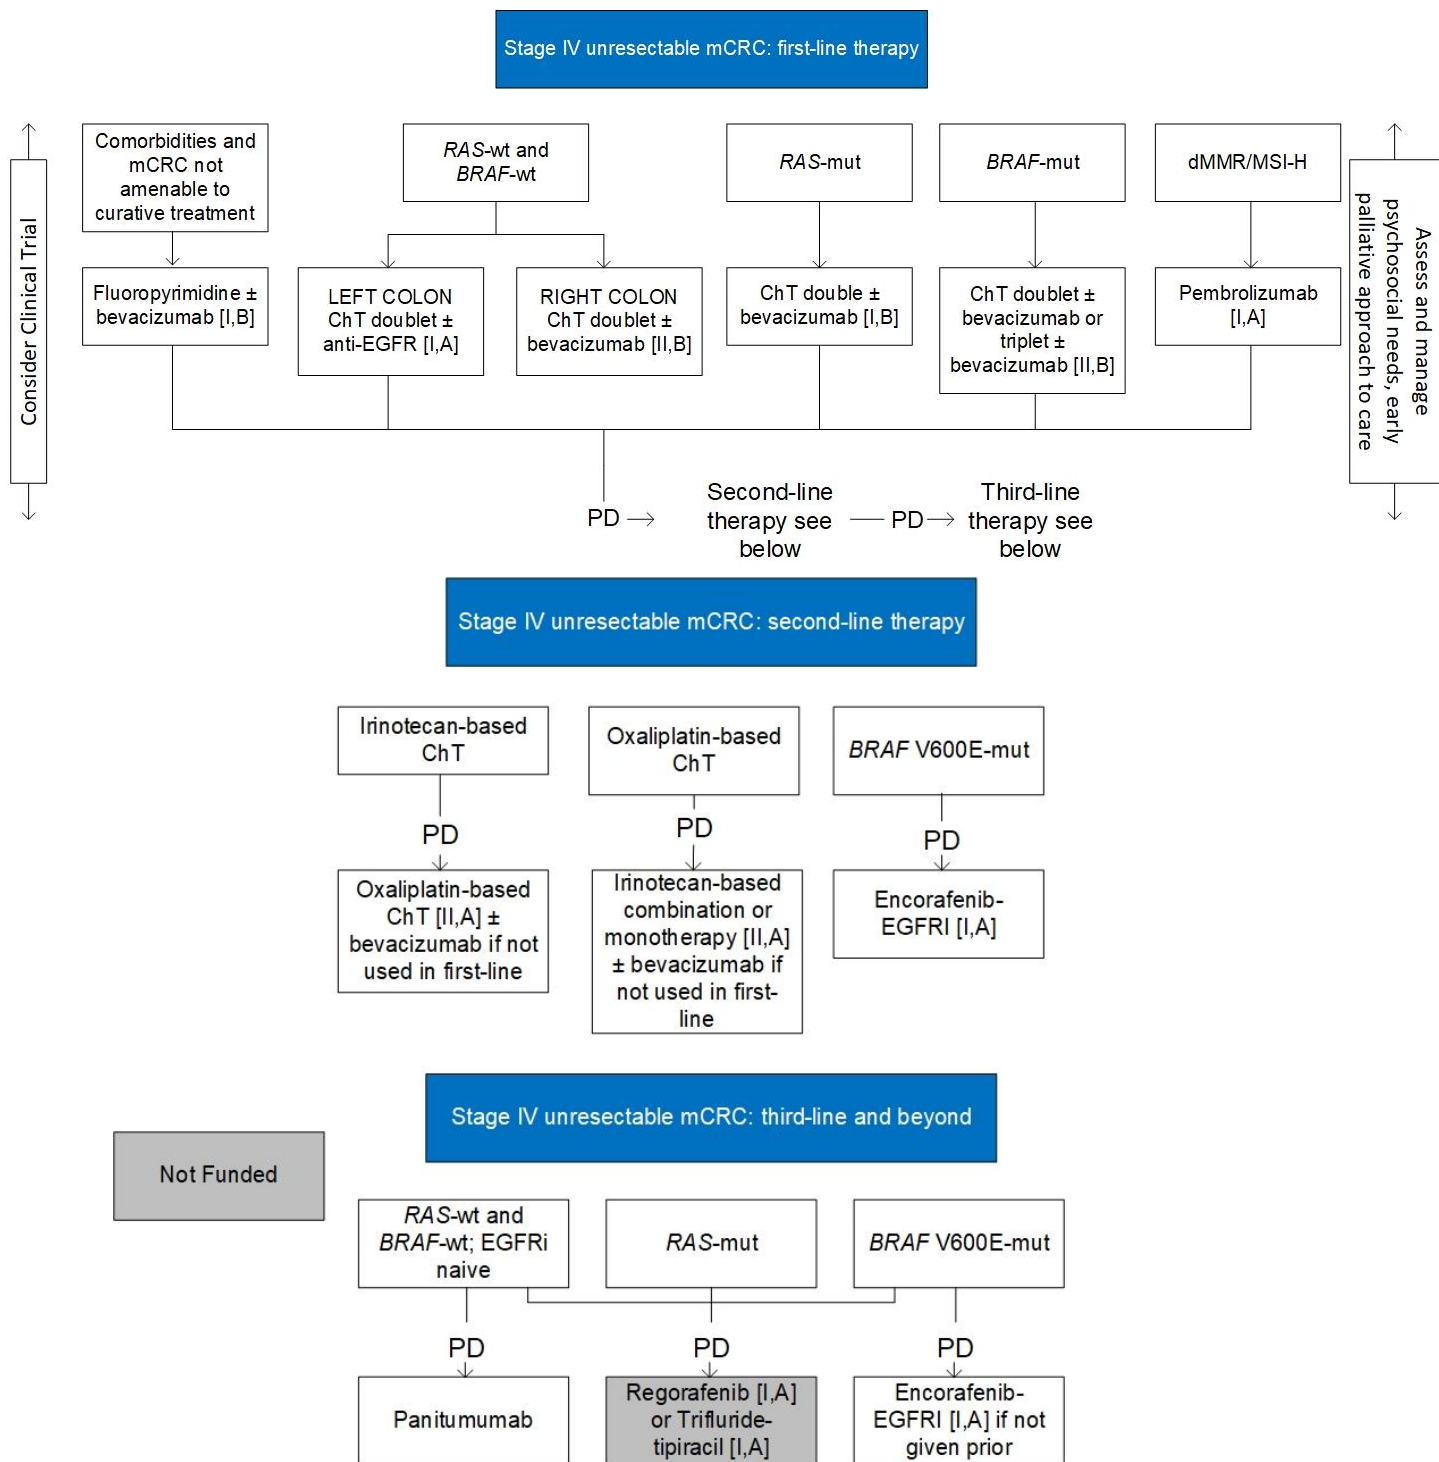 Stage IV unresectable mCRC: first-line therapy
Consider Clinical Trial
Comorbidities and
mCRC not
amenable to
curative treatment
RAS-wt and
BRAF-wt
RAS-mut
BRAF-mut
dMMR/MSI-H
Assess and manage
psychosocial needs, early
palliative approach to care
Fluoropyrimidine ±
bevacizumab [I,B]
LEFT COLON
ChT doublet ±
anti-EGFR [I,A]
RIGHT COLON
ChT doublet ±
bevacizumab [II,B]
ChT double ±
bevacizumab [I,B]
ChT doublet ±
bevacizumab or
triplet ±
bevacizumab [II,B]
Pembrolizumab
[I,A]
PD
Second-line
therapy see
below
PD
Third-line
therapy see
below
Stage IV unresectable mCRC: second-line therapy
Irinotecan-based
ChT
Oxaliplatin-based
ChT
BRAF V600E-mut
PD
PD
PD
Oxaliplatin-based
ChT [II,A] ±
bevacizumab if not
used in first-line
Irinotecan-based
combination or
monotherapy [II,A]
± bevacizumab if
not used in first-
line
Encorafenib-
EGFRI [I,A]
Stage IV unresectable mCRC: third-line and beyond
Not Funded
RAS-wt and
BRAF-wt; EGFRi
naive
RAS-mut
BRAF V600E-mut
PD
PD
PD
Panitumumab
Regorafenib [I,A]
or Trifluride-
tipiracil [I,A]
Encorafenib-
EGFRI [I,A] if not
given prior